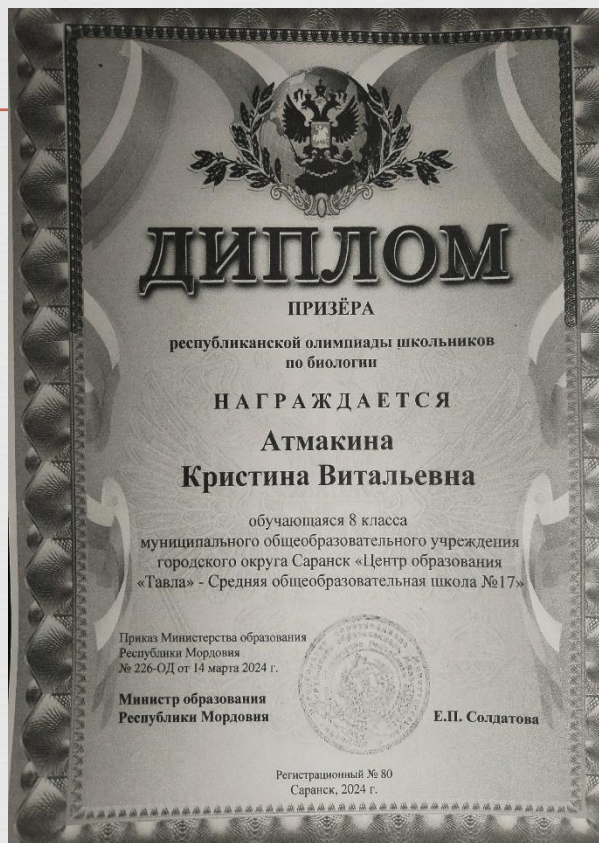 ДИПЛОМ
ПРИЗЁРА
республиканской олимпиады школьников
по биологии
НАГРАЖДАЕТСЯ
Атмакина
Кристина Витальевна
обучающаяся 8 класса
муниципального общеобразовательного учреждения
городского округа Саранск «Центр образования
«Тавла» - Средняя общеобразовательная школа №17»
Приказ Министерства образования
Республики Мордовия
№ 226-ОД от 14 марта 2024 г.
Министр образования
Республики Мордовия
Е.П. Солдатова
Регистрационный № 80
Саранск, 2024 г.